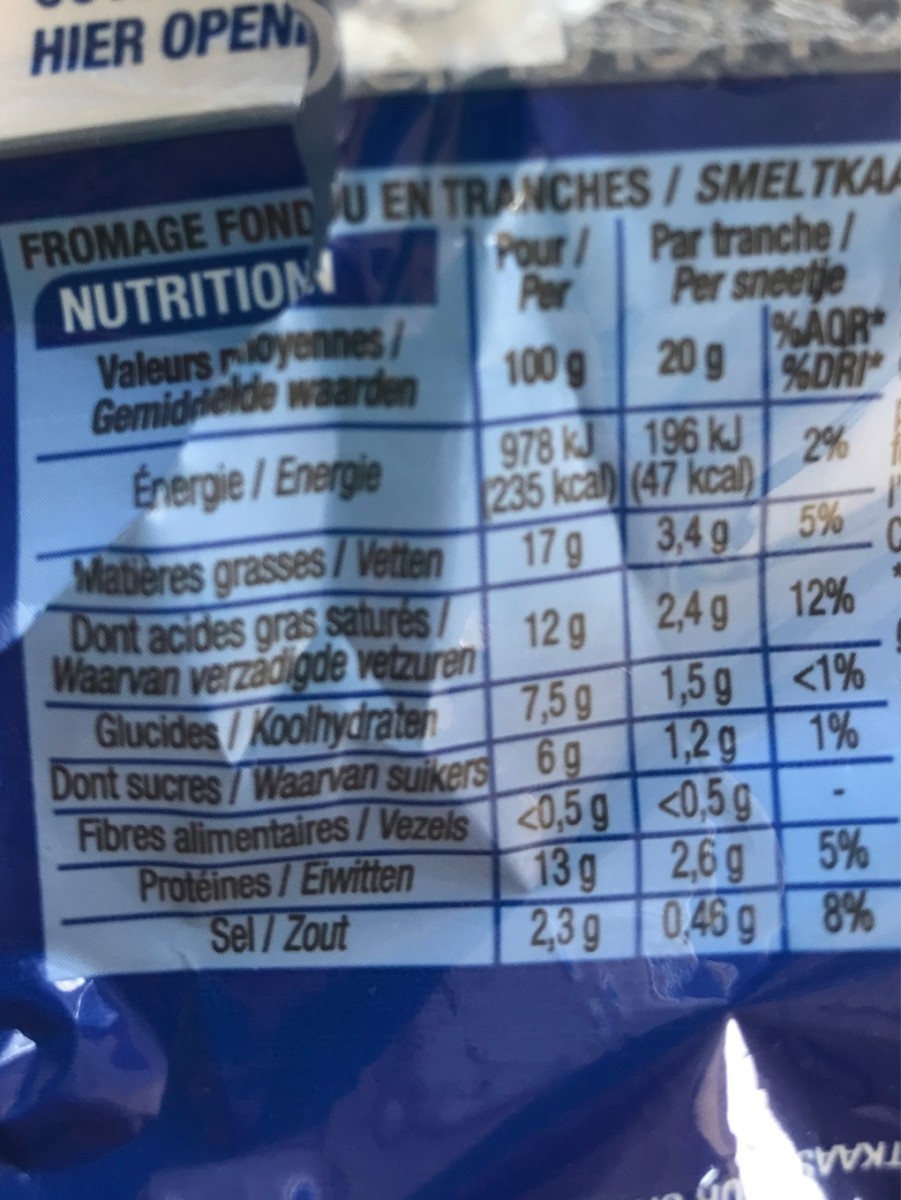 HIER OPEN
FROMAGE FONDU EN TRANCHES / SMELTKAA
NUTRITION
Pour / Per
Par tranche / Per sneetje
Valeurs moyennes / Gemiddelde waarden
100 g 20 g %AQR* %DRI*
Énergie / Energie 978 kJ (235 kcal) 196 kJ (47 kcal) 2%
Matières grasses / Vetten 17 g 3,4 g 5%
Dont acides gras saturés / Waarvan verzadigde vetzuren 12 g 2,4 g 12%
Glucides / Koolhydraten 7,5 g 1,5 g <1%
Dont sucres / Waarvan suikers 6 g 1,2 g 1%
Fibres alimentaires / Vezels <0,5 g <0,5 g -
Protéines / Eiwitten 13 g 2,6 g 5%
Sel / Zout 2,3 g 0,46 g 8%